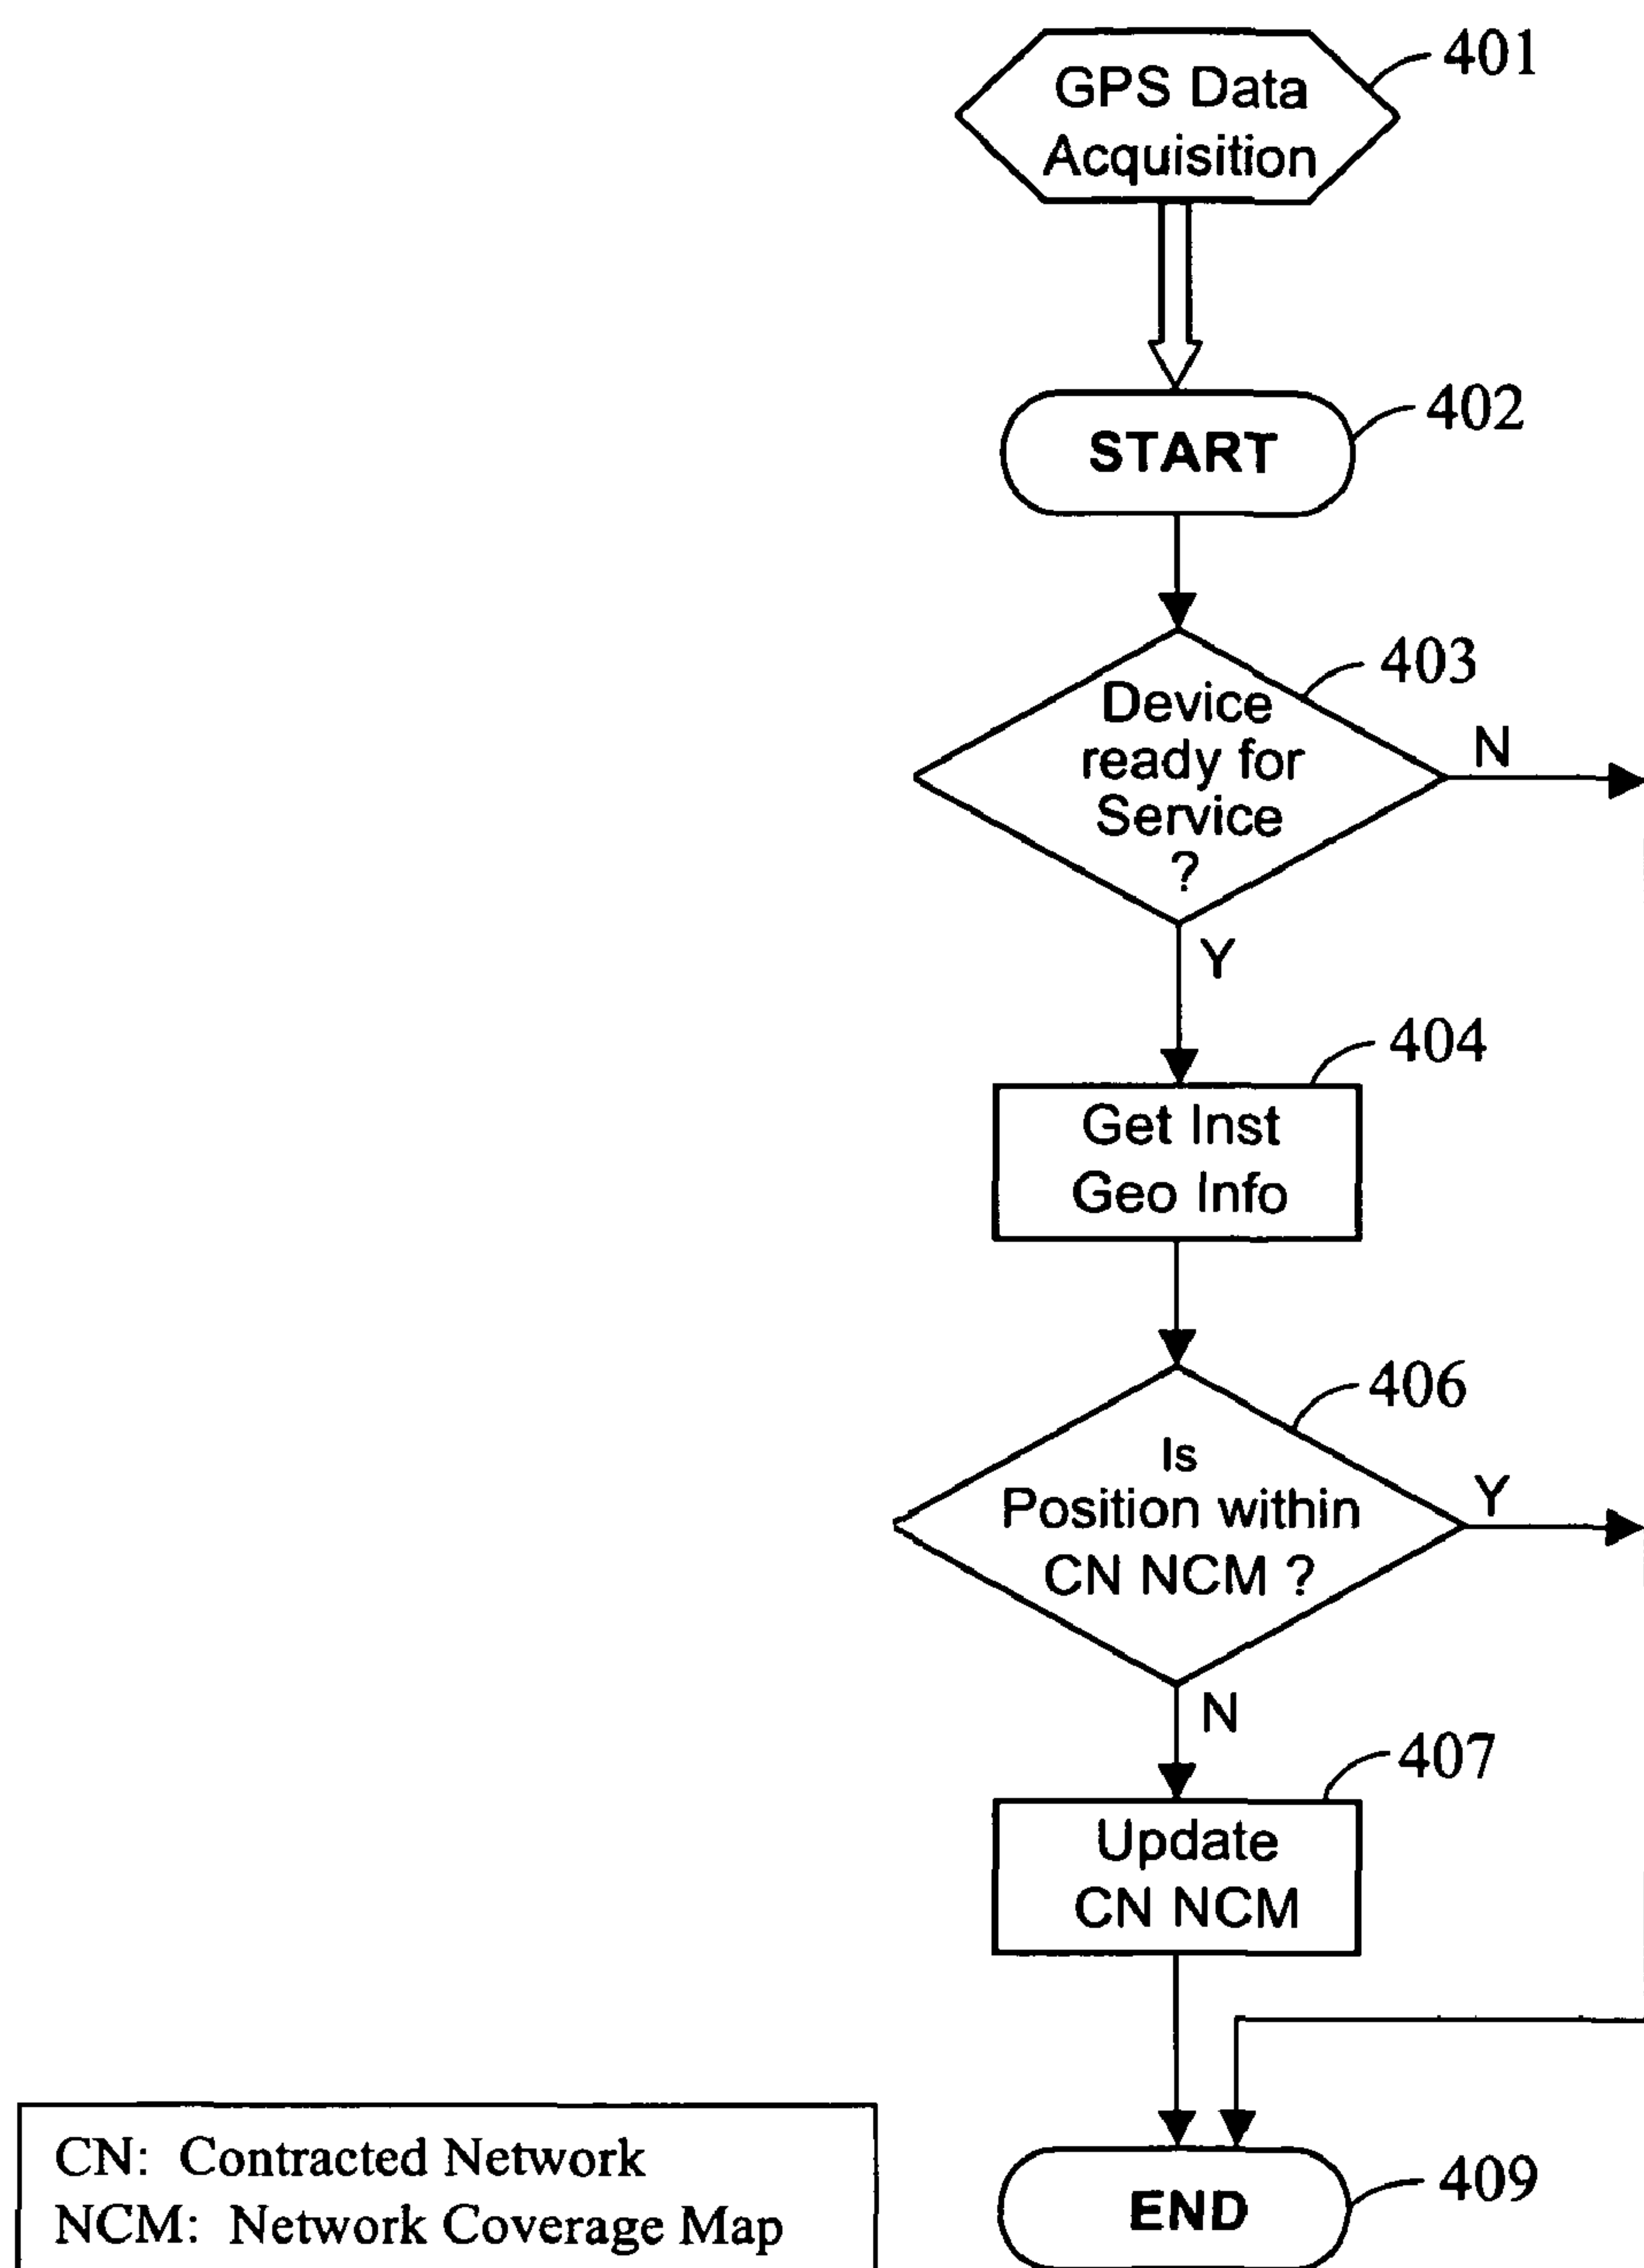 GPS Data
Acquisition
401
START
402
403
Device
ready for
Service
?
N
Y
404
Get Inst
Geo Info
406
Is
Position within
CN NCM ?
Y
N
407
Update
CN NCM
CN: Contracted Network
NCM: Network Coverage Map
END
409